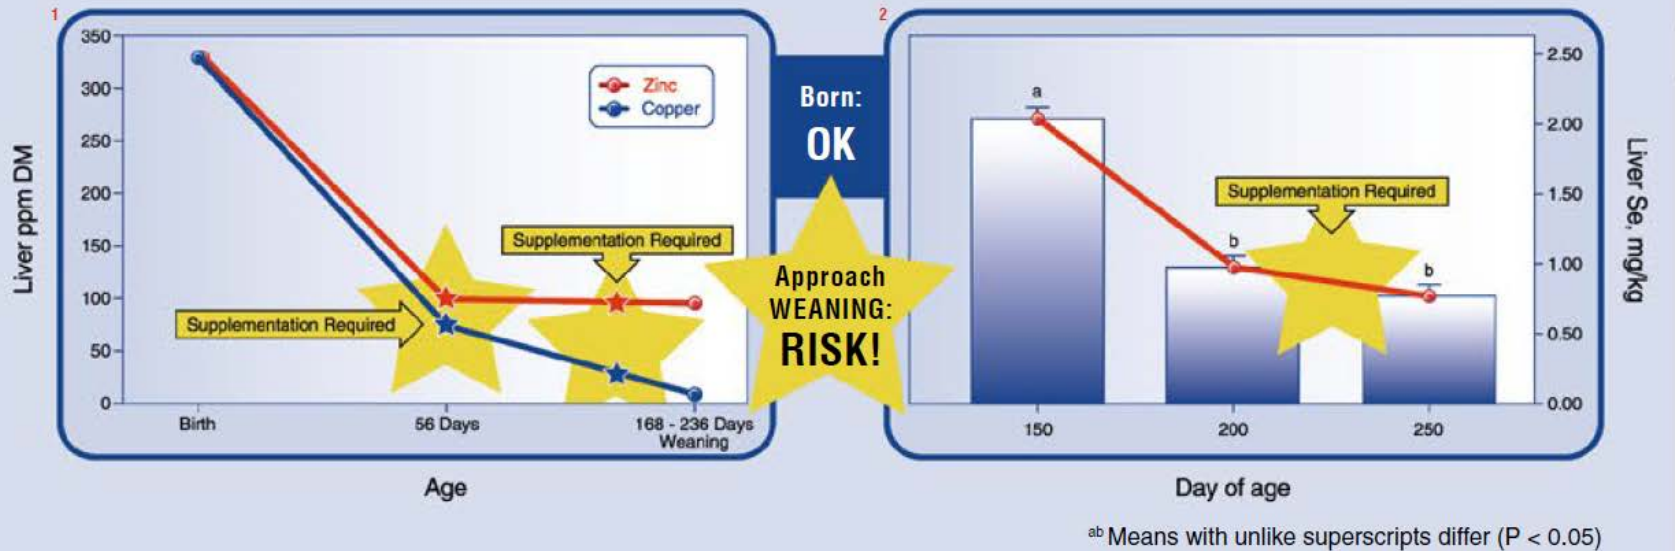 1
350
300
250
200
150
100
50
0
Liver ppm DM
Zinc
Copper
Supplementation Required
Supplementation Required
Birth
56 Days
168 - 236 Days
Weaning
Age
Born:
OK
Approach
WEANING:
RISK!
2
a
b
b
Supplementation Required
2.50
2.00
1.50
1.00
0.50
0.00
Liver Se, mg/kg
150
200
250
Day of age
ab Means with unlike superscripts differ (P < 0.05)